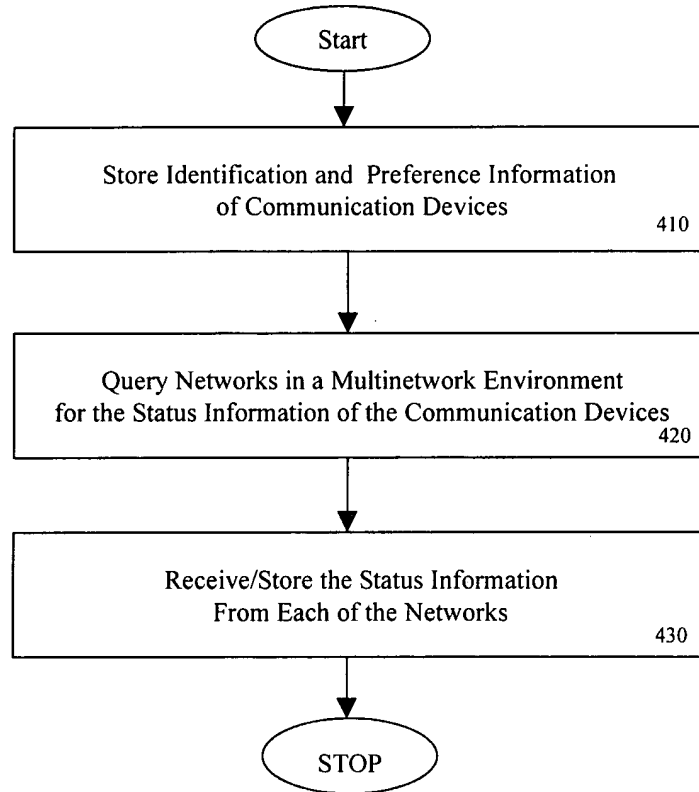 Start
Store Identification and Preference Information
of Communication Devices
410
Query Networks in a Multinetwork Environment
for the Status Information of the Communication Devices
420
Receive/Store the Status Information
From Each of the Networks
430
STOP